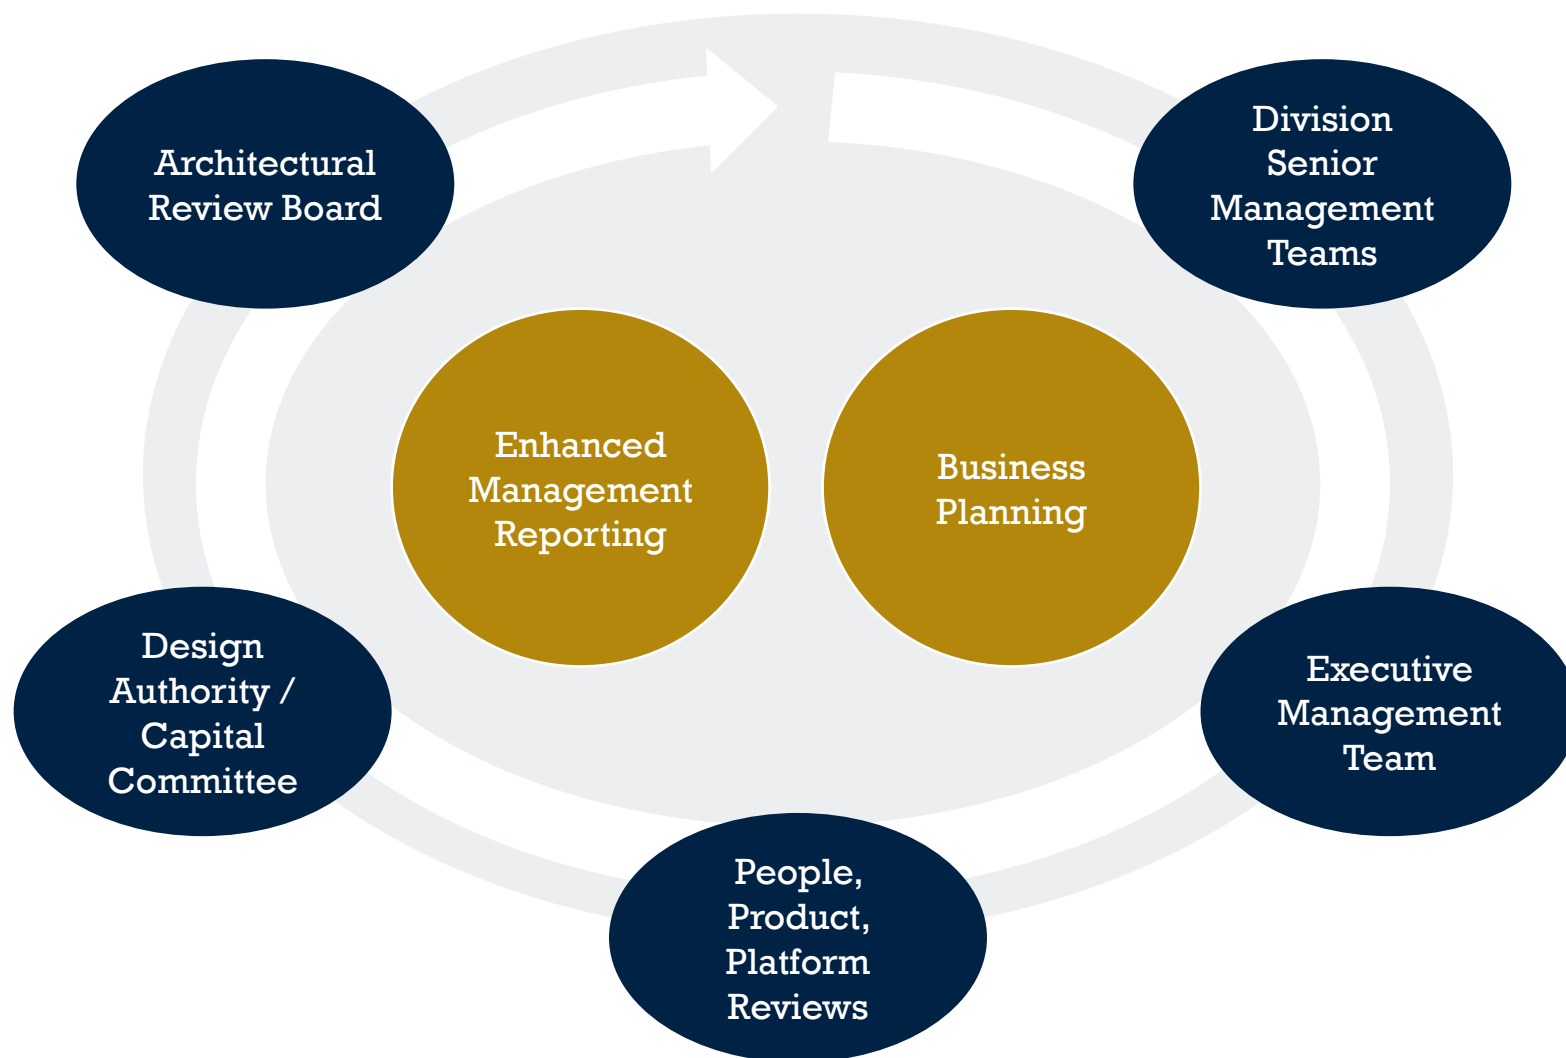 Architectural
Review Board
Division
Senior
Management
Teams
Enhanced
Management
Reporting
Business
Planning
Design
Authority /
Capital
Committee
Executive
Management
Team
People,
Product,
Platform
Reviews